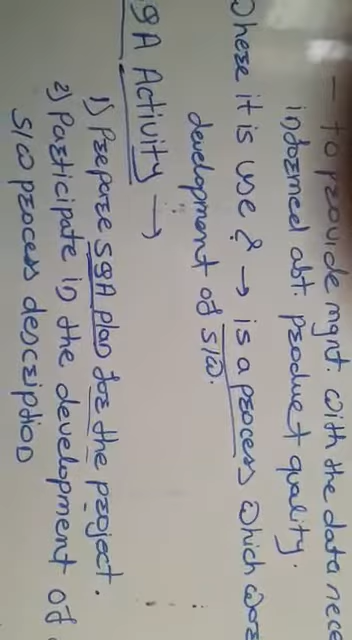 – to provide mgnt. with the data nece
informed abt. product quality.
Where it is use ? → is a process which wor
development of S/W.
SQA Activity →
1) Prepare SQA plan for the project.
2) Participate in the development of
S/W process description